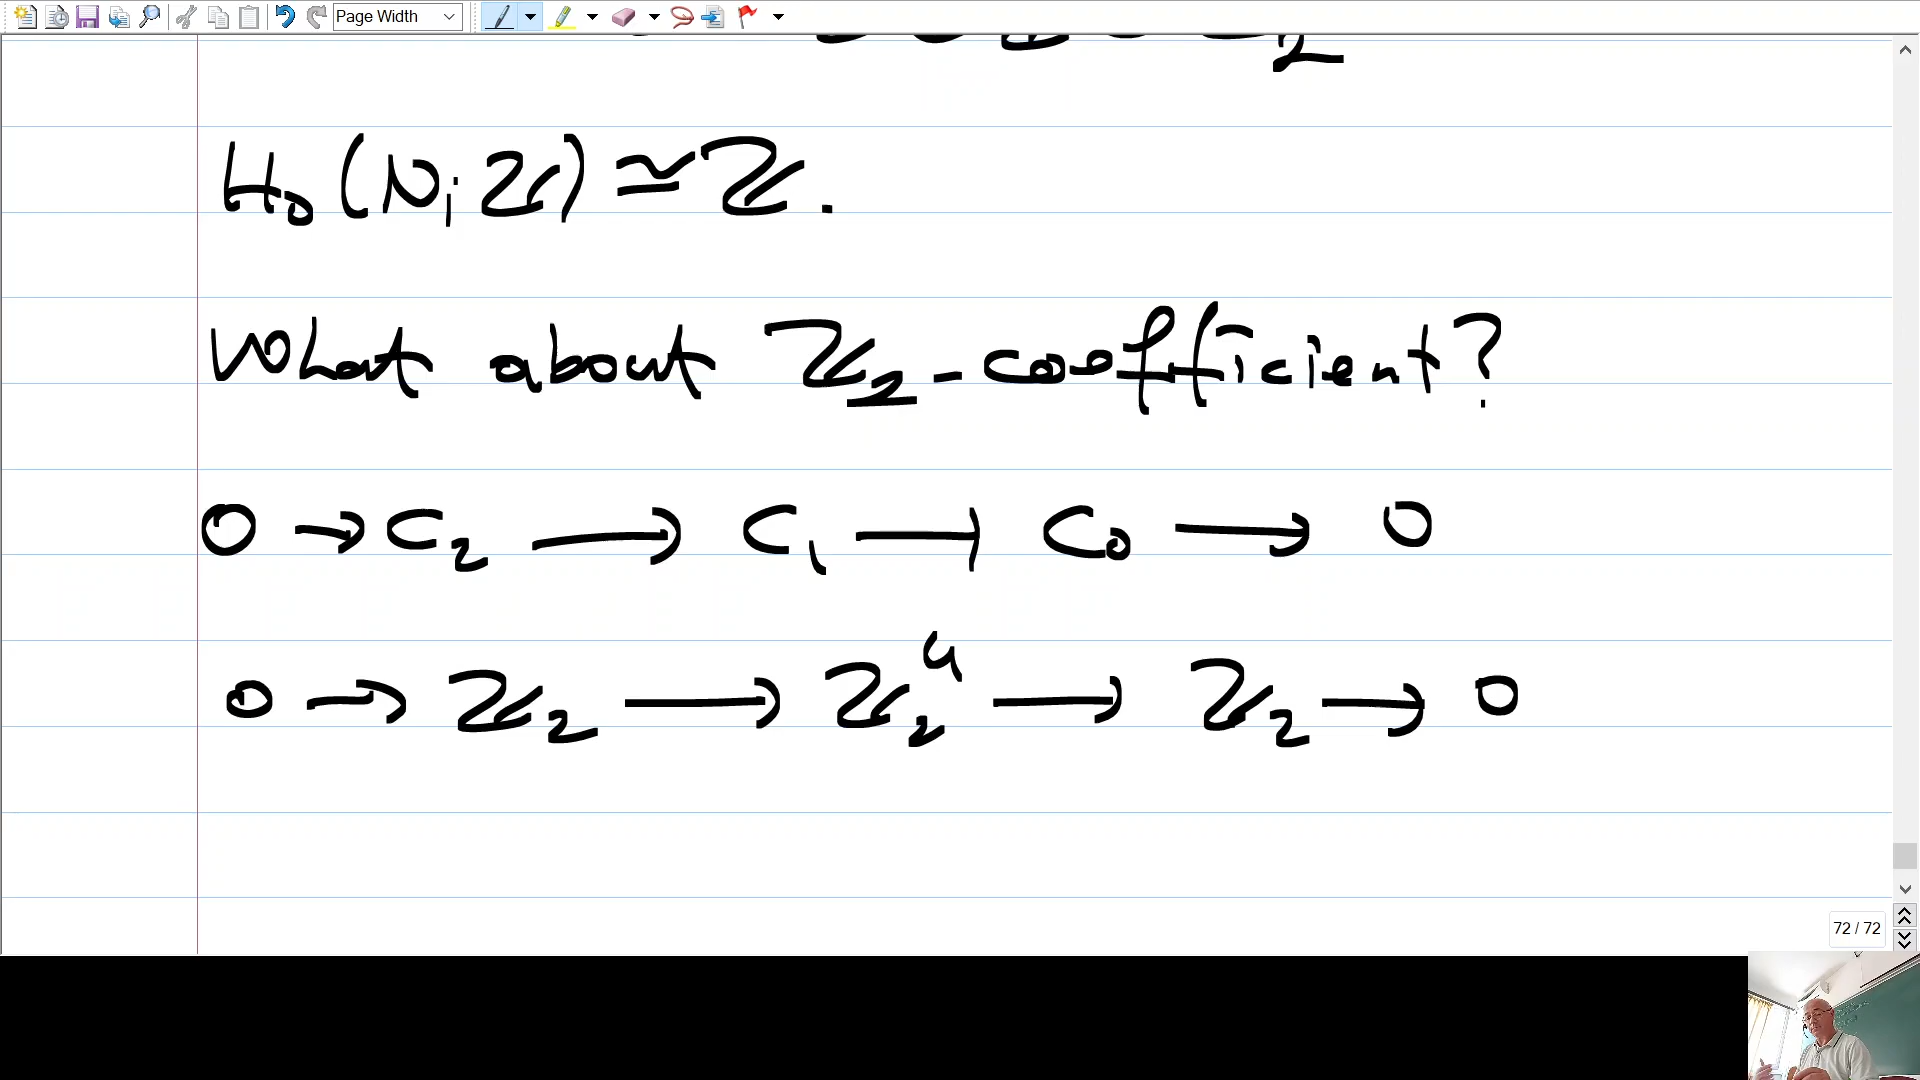 Page Width
H₀ (N; ℤ) ≃ ℤ .
What about ℤ₂ - coefficient?
0 → C₂ → C₁ → C₀ → 0
0 → ℤ₂ → ℤ₂⁴ → ℤ₂ → 0
72 / 72